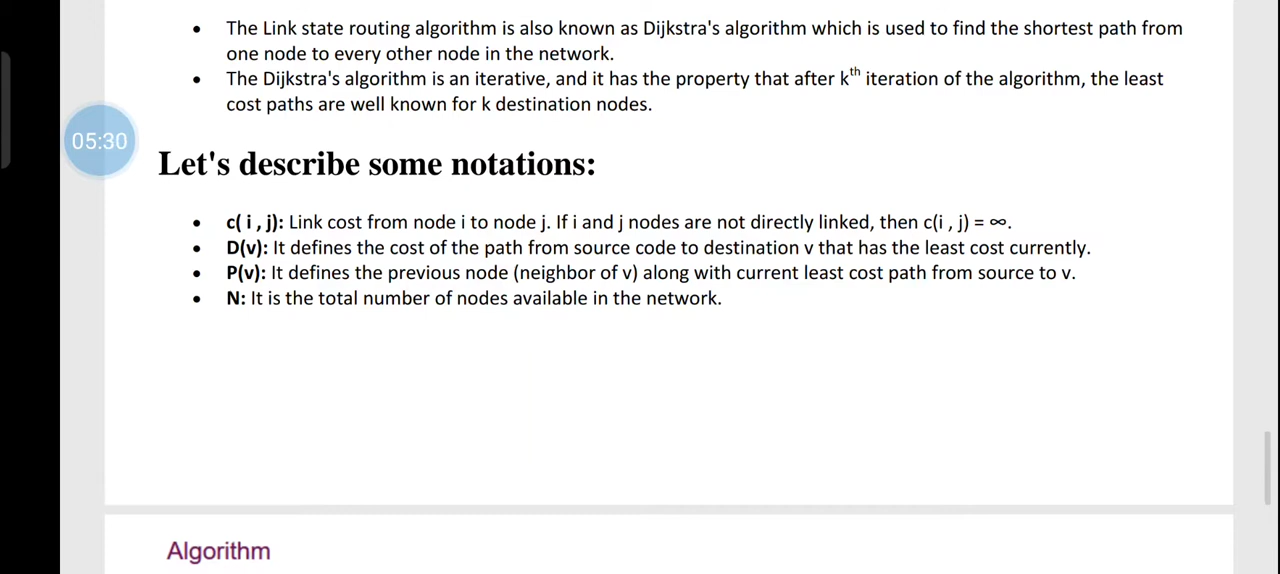 • The Link state routing algorithm is also known as Dijkstra's algorithm which is used to find the shortest path from
one node to every other node in the network.
• The Dijkstra's algorithm is an iterative, and it has the property that after kth iteration of the algorithm, the least
cost paths are well known for k destination nodes.
05:30
Let's describe some notations:
• c( i , j): Link cost from node i to node j. If i and j nodes are not directly linked, then c(i , j) = ∞.
• D(v): It defines the cost of the path from source code to destination v that has the least cost currently.
• P(v): It defines the previous node (neighbor of v) along with current least cost path from source to v.
• N: It is the total number of nodes available in the network.
Algorithm